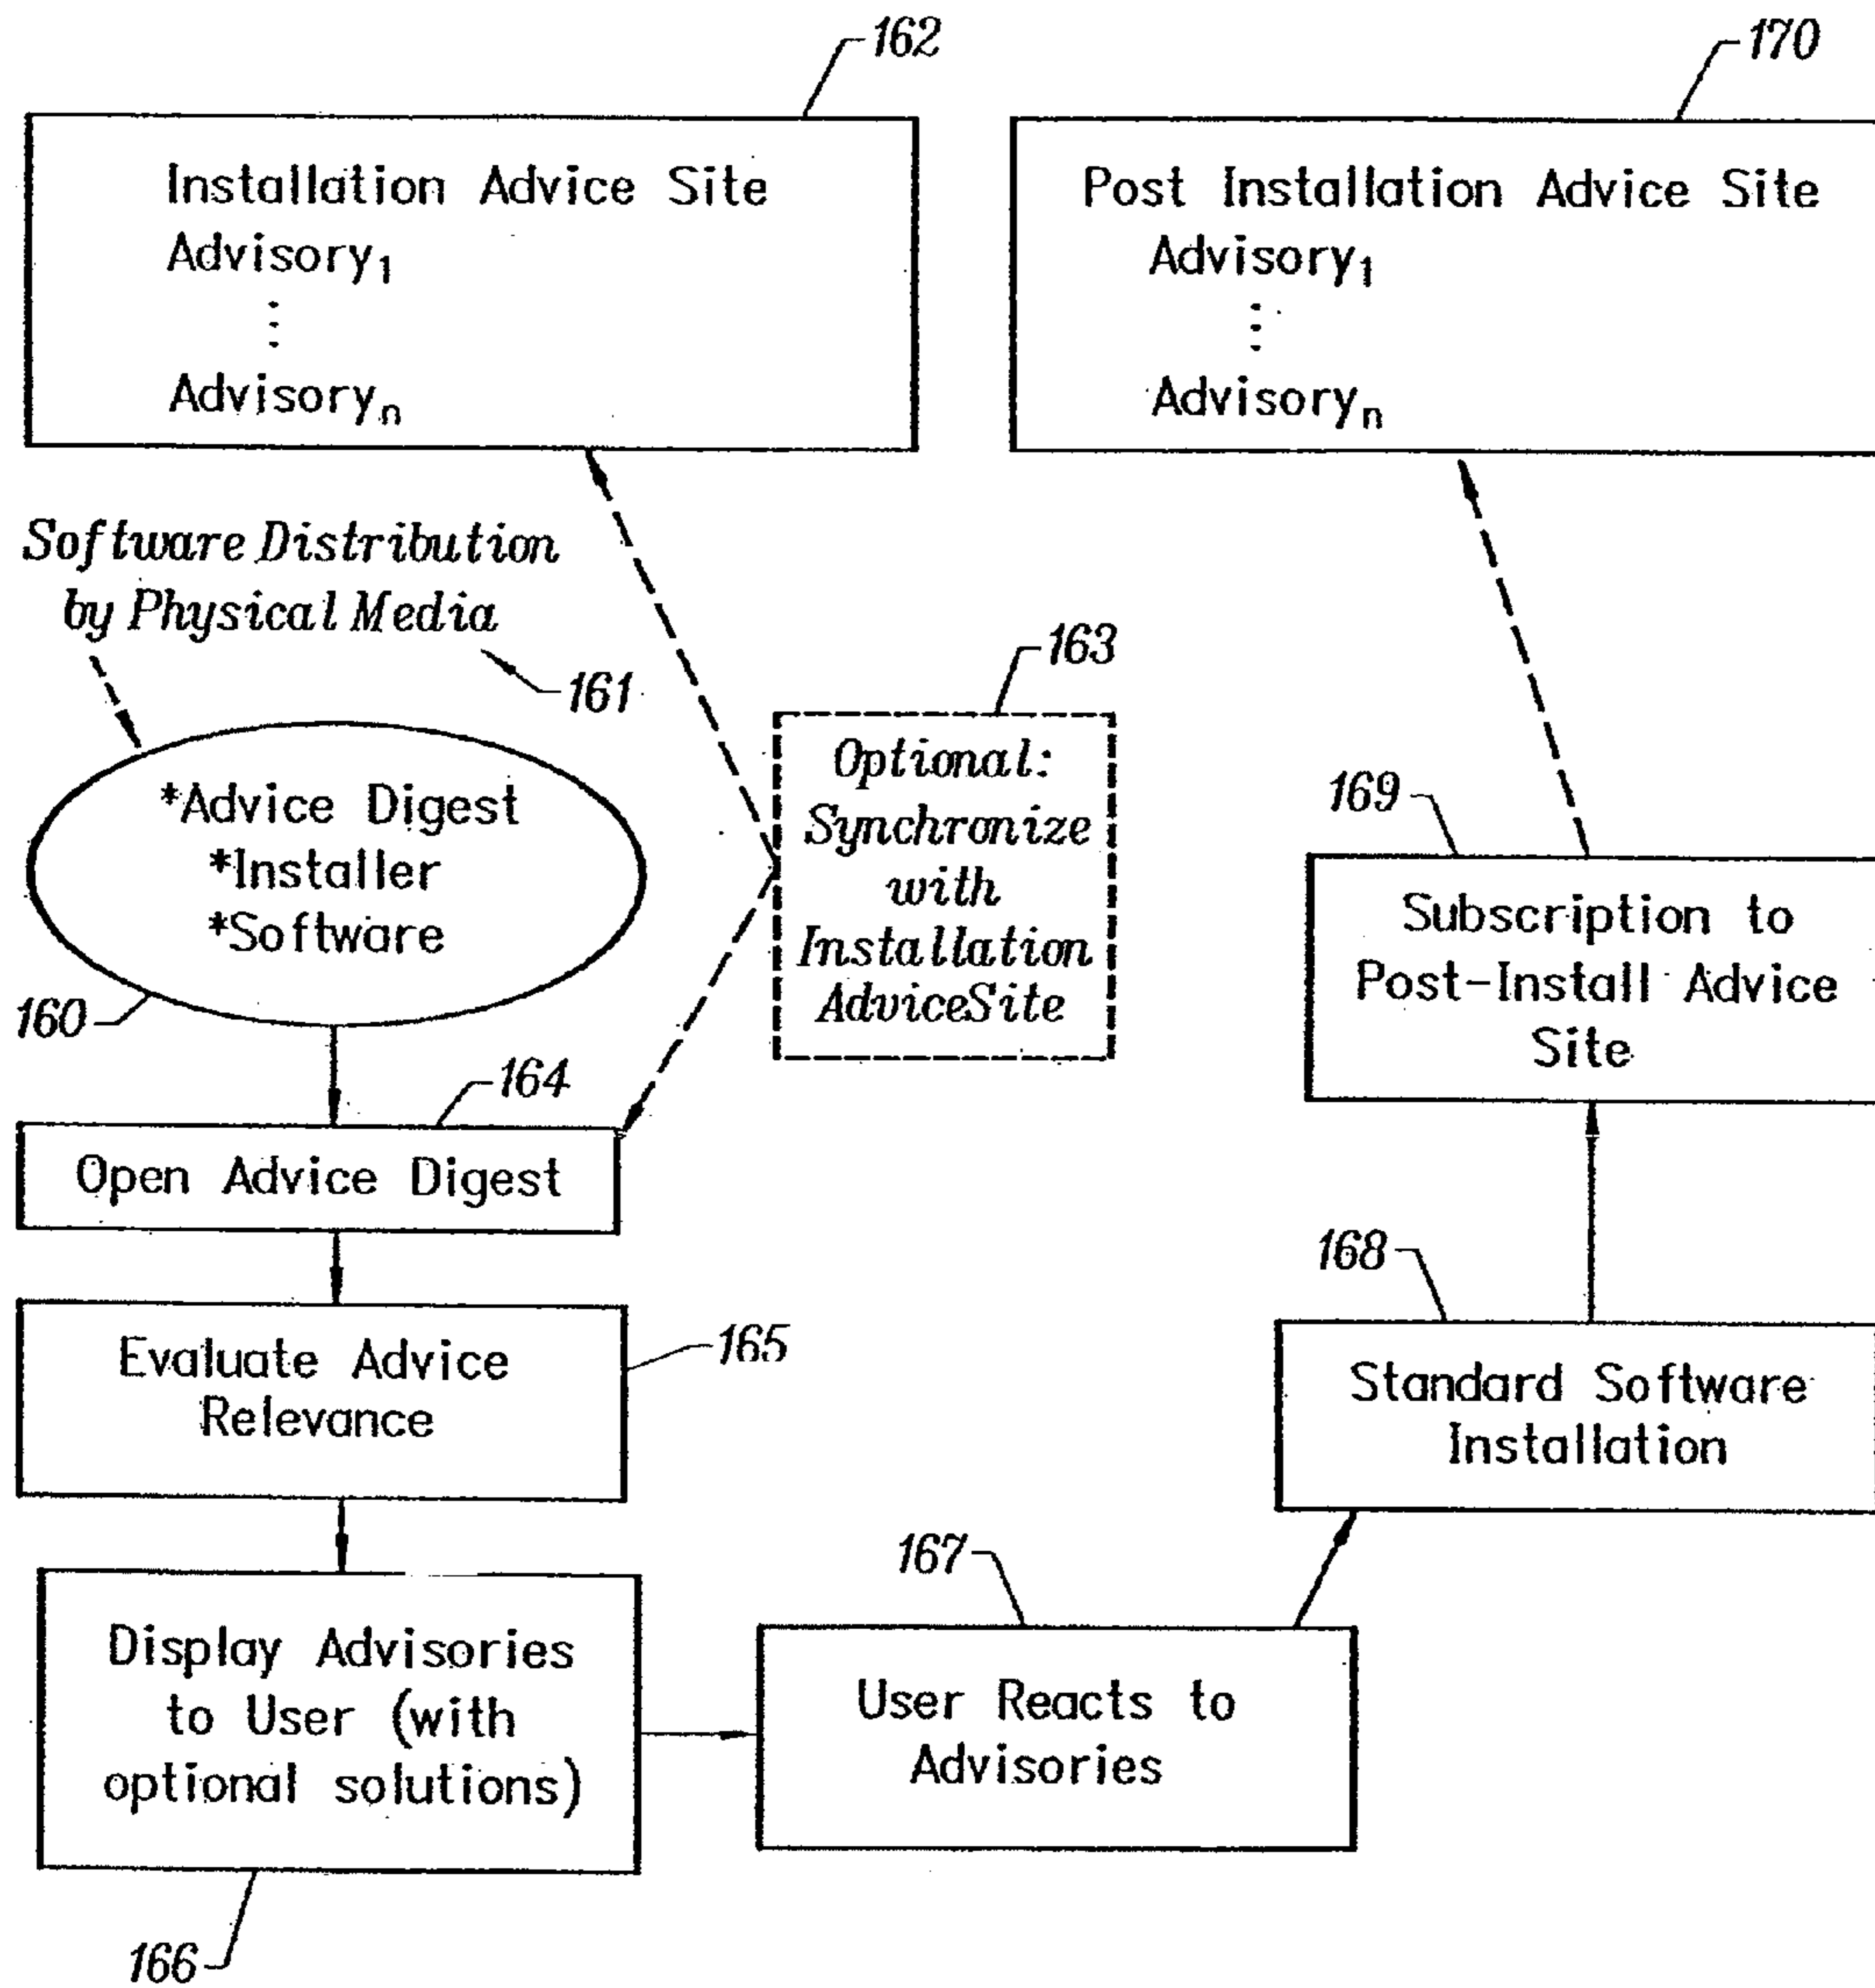 162
170
Installation Advice Site
Advisory1
⋮
Advisoryn
Post Installation Advice Site
Advisory1
⋮
Advisoryn
Software Distribution
by Physical Media
161
163
*Advice Digest
*Installer
*Software
160
Optional:
Synchronize
with
Installation
AdviceSite
169
Subscription to
Post-Install Advice
Site
164
Open Advice Digest
165
Evaluate Advice
Relevance
168
Standard Software
Installation
Display Advisories
to User (with
optional solutions)
166
167
User Reacts to
Advisories